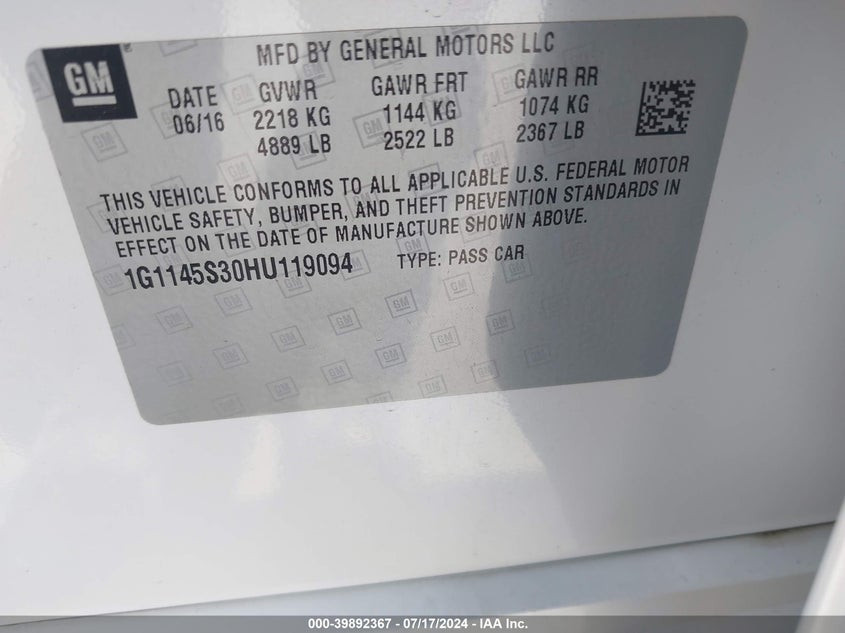 GM
MFD BY GENERAL MOTORS LLC
DATE GVWR GAWR FRT GAWR RR
06/16 2218 KG 1144 KG 1074 KG
4889 LB 2522 LB 2367 LB
THIS VEHICLE CONFORMS TO ALL APPLICABLE U.S. FEDERAL MOTOR
VEHICLE SAFETY, BUMPER, AND THEFT PREVENTION STANDARDS IN
EFFECT ON THE DATE OF MANUFACTURE SHOWN ABOVE.
1G1145S30HU119094 TYPE: PASS CAR
000-39892367 - 07/17/2024 - IAA Inc.